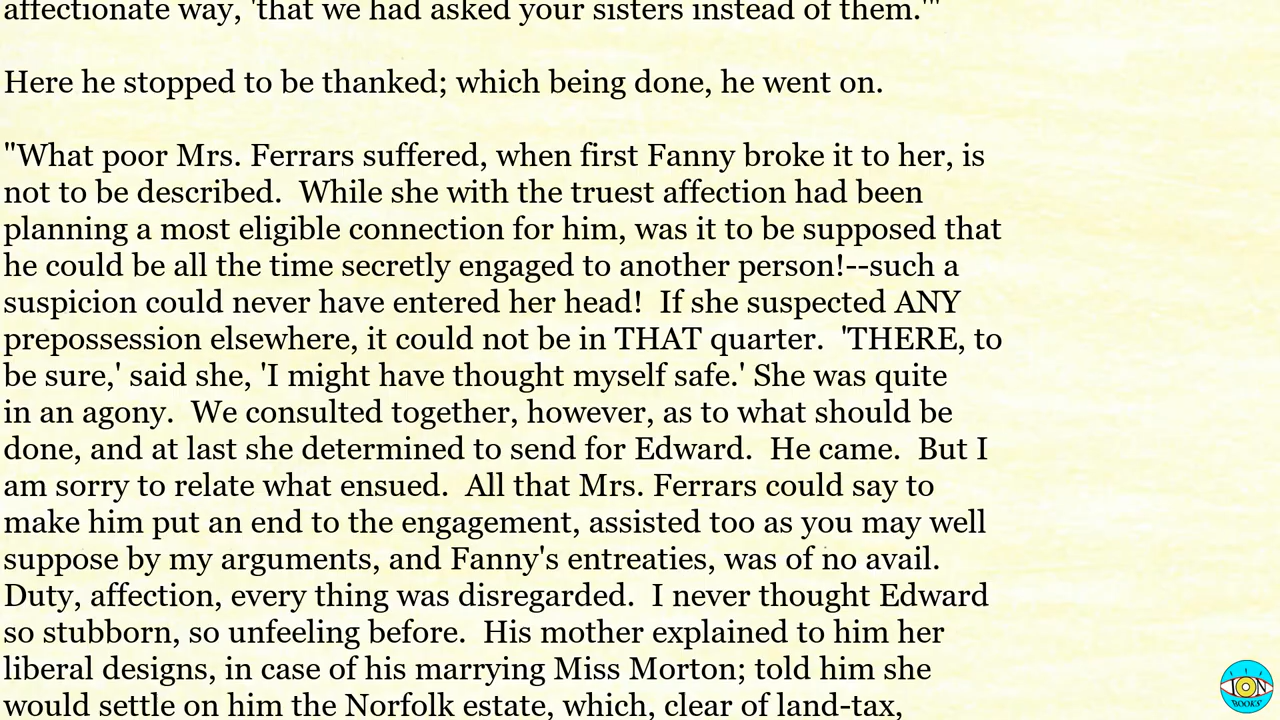 affectionate way, 'that we had asked your sisters instead of them.'"
Here he stopped to be thanked; which being done, he went on.
"What poor Mrs. Ferrars suffered, when first Fanny broke it to her, is
not to be described.  While she with the truest affection had been
planning a most eligible connection for him, was it to be supposed that
he could be all the time secretly engaged to another person!--such a
suspicion could never have entered her head!  If she suspected ANY
prepossession elsewhere, it could not be in THAT quarter.  'THERE, to
be sure,' said she, 'I might have thought myself safe.' She was quite
in an agony.  We consulted together, however, as to what should be
done, and at last she determined to send for Edward.  He came.  But I
am sorry to relate what ensued.  All that Mrs. Ferrars could say to
make him put an end to the engagement, assisted too as you may well
suppose by my arguments, and Fanny's entreaties, was of no avail.
Duty, affection, every thing was disregarded.  I never thought Edward
so stubborn, so unfeeling before.  His mother explained to him her
liberal designs, in case of his marrying Miss Morton; told him she
would settle on him the Norfolk estate, which, clear of land-tax,
ION
BOOKS